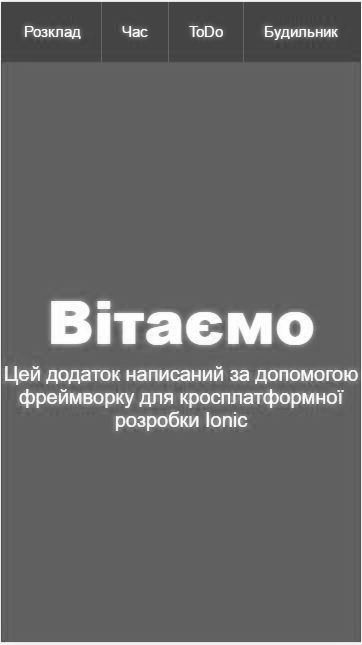 Розклад Час ToDo Будильник
Вітаємо
Цей додаток написаний за допомогою
фреймворку для кросплатформної
розробки Ionic